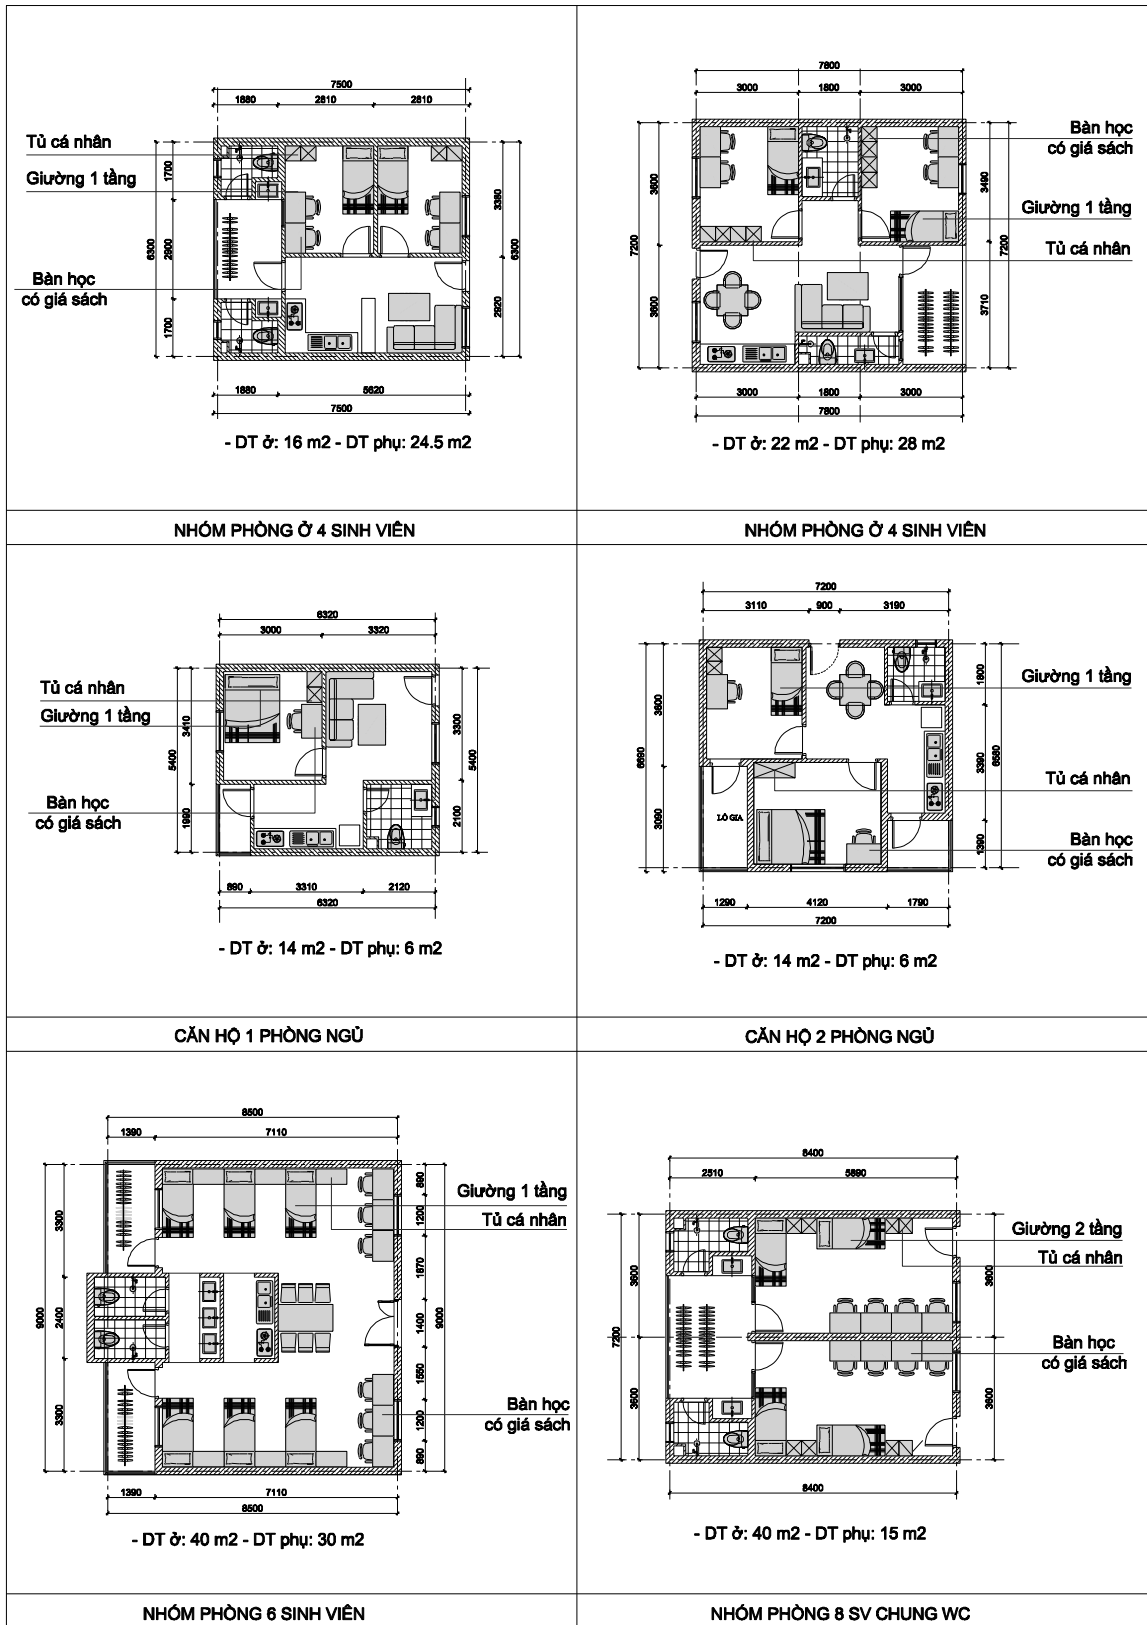 7500
1880 2810 2810
Tủ cá nhân
Giường 1 tầng
1700
6300 2900
3380
6300
Bàn học
có giá sách
1700
2920
1880 5620
7500
- DT ở: 16 m2 - DT phụ: 24.5 m2
NHÓM PHÒNG Ở 4 SINH VIÊN
7800
3000 1800 3000
Bàn học
có giá sách
3600
3490
Giường 1 tầng
Tủ cá nhân
7200
7200
3600
3710
3000 1800 3000
7800
- DT ở: 22 m2 - DT phụ: 28 m2
NHÓM PHÒNG Ở 4 SINH VIÊN
6320
3000 3320
Tủ cá nhân
Giường 1 tầng
3410
3300
5400
5400
Bàn học
có giá sách
1990
2100
890 3310 2120
6320
- DT ở: 14 m2 - DT phụ: 6 m2
CĂN HỘ 1 PHÒNG NGỦ
7200
3110 900 3190
Giường 1 tầng
3600
1800
6690
3390
6580
Tủ cá nhân
LÔ GIA
3090
1390
Bàn học
có giá sách
1290 4120 1790
7200
- DT ở: 14 m2 - DT phụ: 6 m2
CĂN HỘ 2 PHÒNG NGỦ
8500
1390 7110
890
Giường 1 tầng
Tủ cá nhân
3300
1200
1670
9000 2400
1400 9000
1550
Bàn học
có giá sách
3300
1200
890
1390 7110
8500
- DT ở: 40 m2 - DT phụ: 30 m2
NHÓM PHÒNG 6 SINH VIÊN
8400
2510 5890
Giường 2 tầng
Tủ cá nhân
3600
3600
7200
Bàn học
có giá sách
3600
3600
8400
- DT ở: 40 m2 - DT phụ: 15 m2
NHÓM PHÒNG 8 SV CHUNG WC